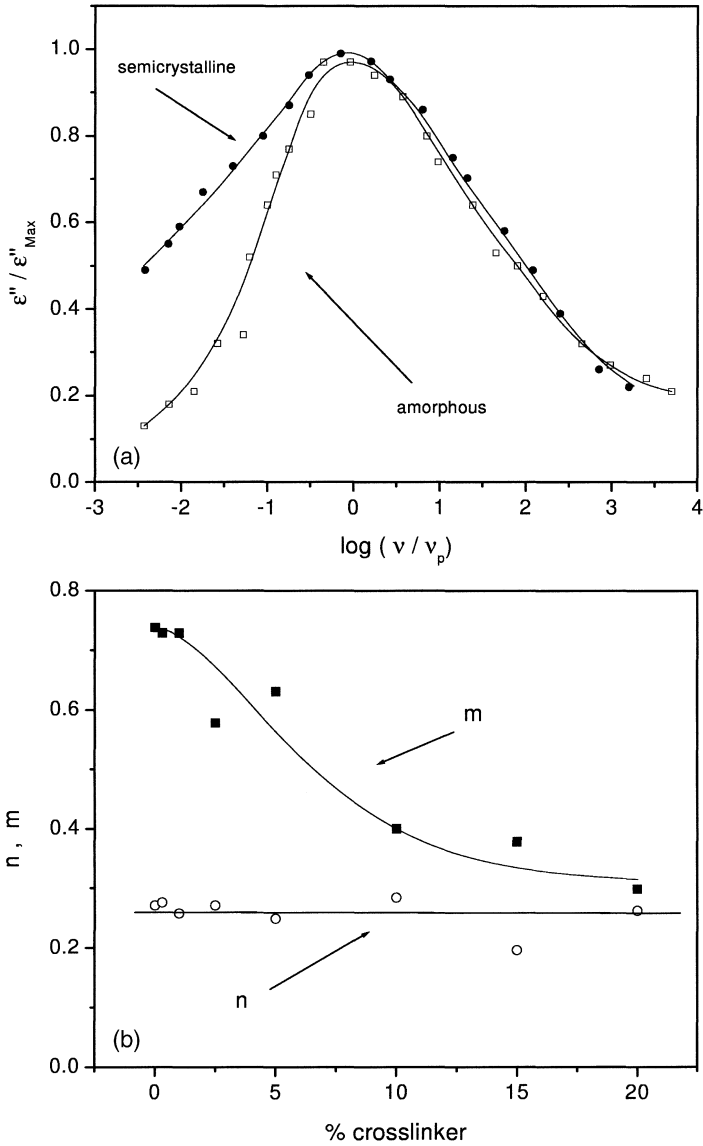 1.0
0.8
0.6
0.4
0.2
0.0
ε" / ε"Max
semicrystalline
amorphous
(a)
-3 -2 -1 0 1 2 3 4
log ( ν / νp)
0.8
0.6
0.4
0.2
0.0
n , m
m
n
(b)
0 5 10 15 20
% crosslinker